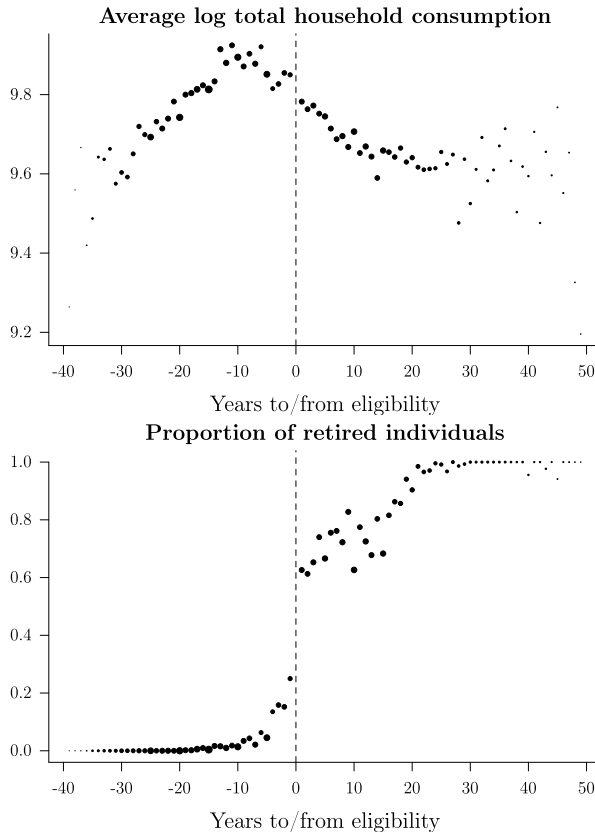 Average log total household consumption
9.8
9.6
9.4
9.2
-40 -30 -20 -10 0 10 20 30 40 50
Years to/from eligibility
Proportion of retired individuals
1.0
0.8
0.6
0.4
0.2
0.0
-40 -30 -20 -10 0 10 20 30 40 50
Years to/from eligibility